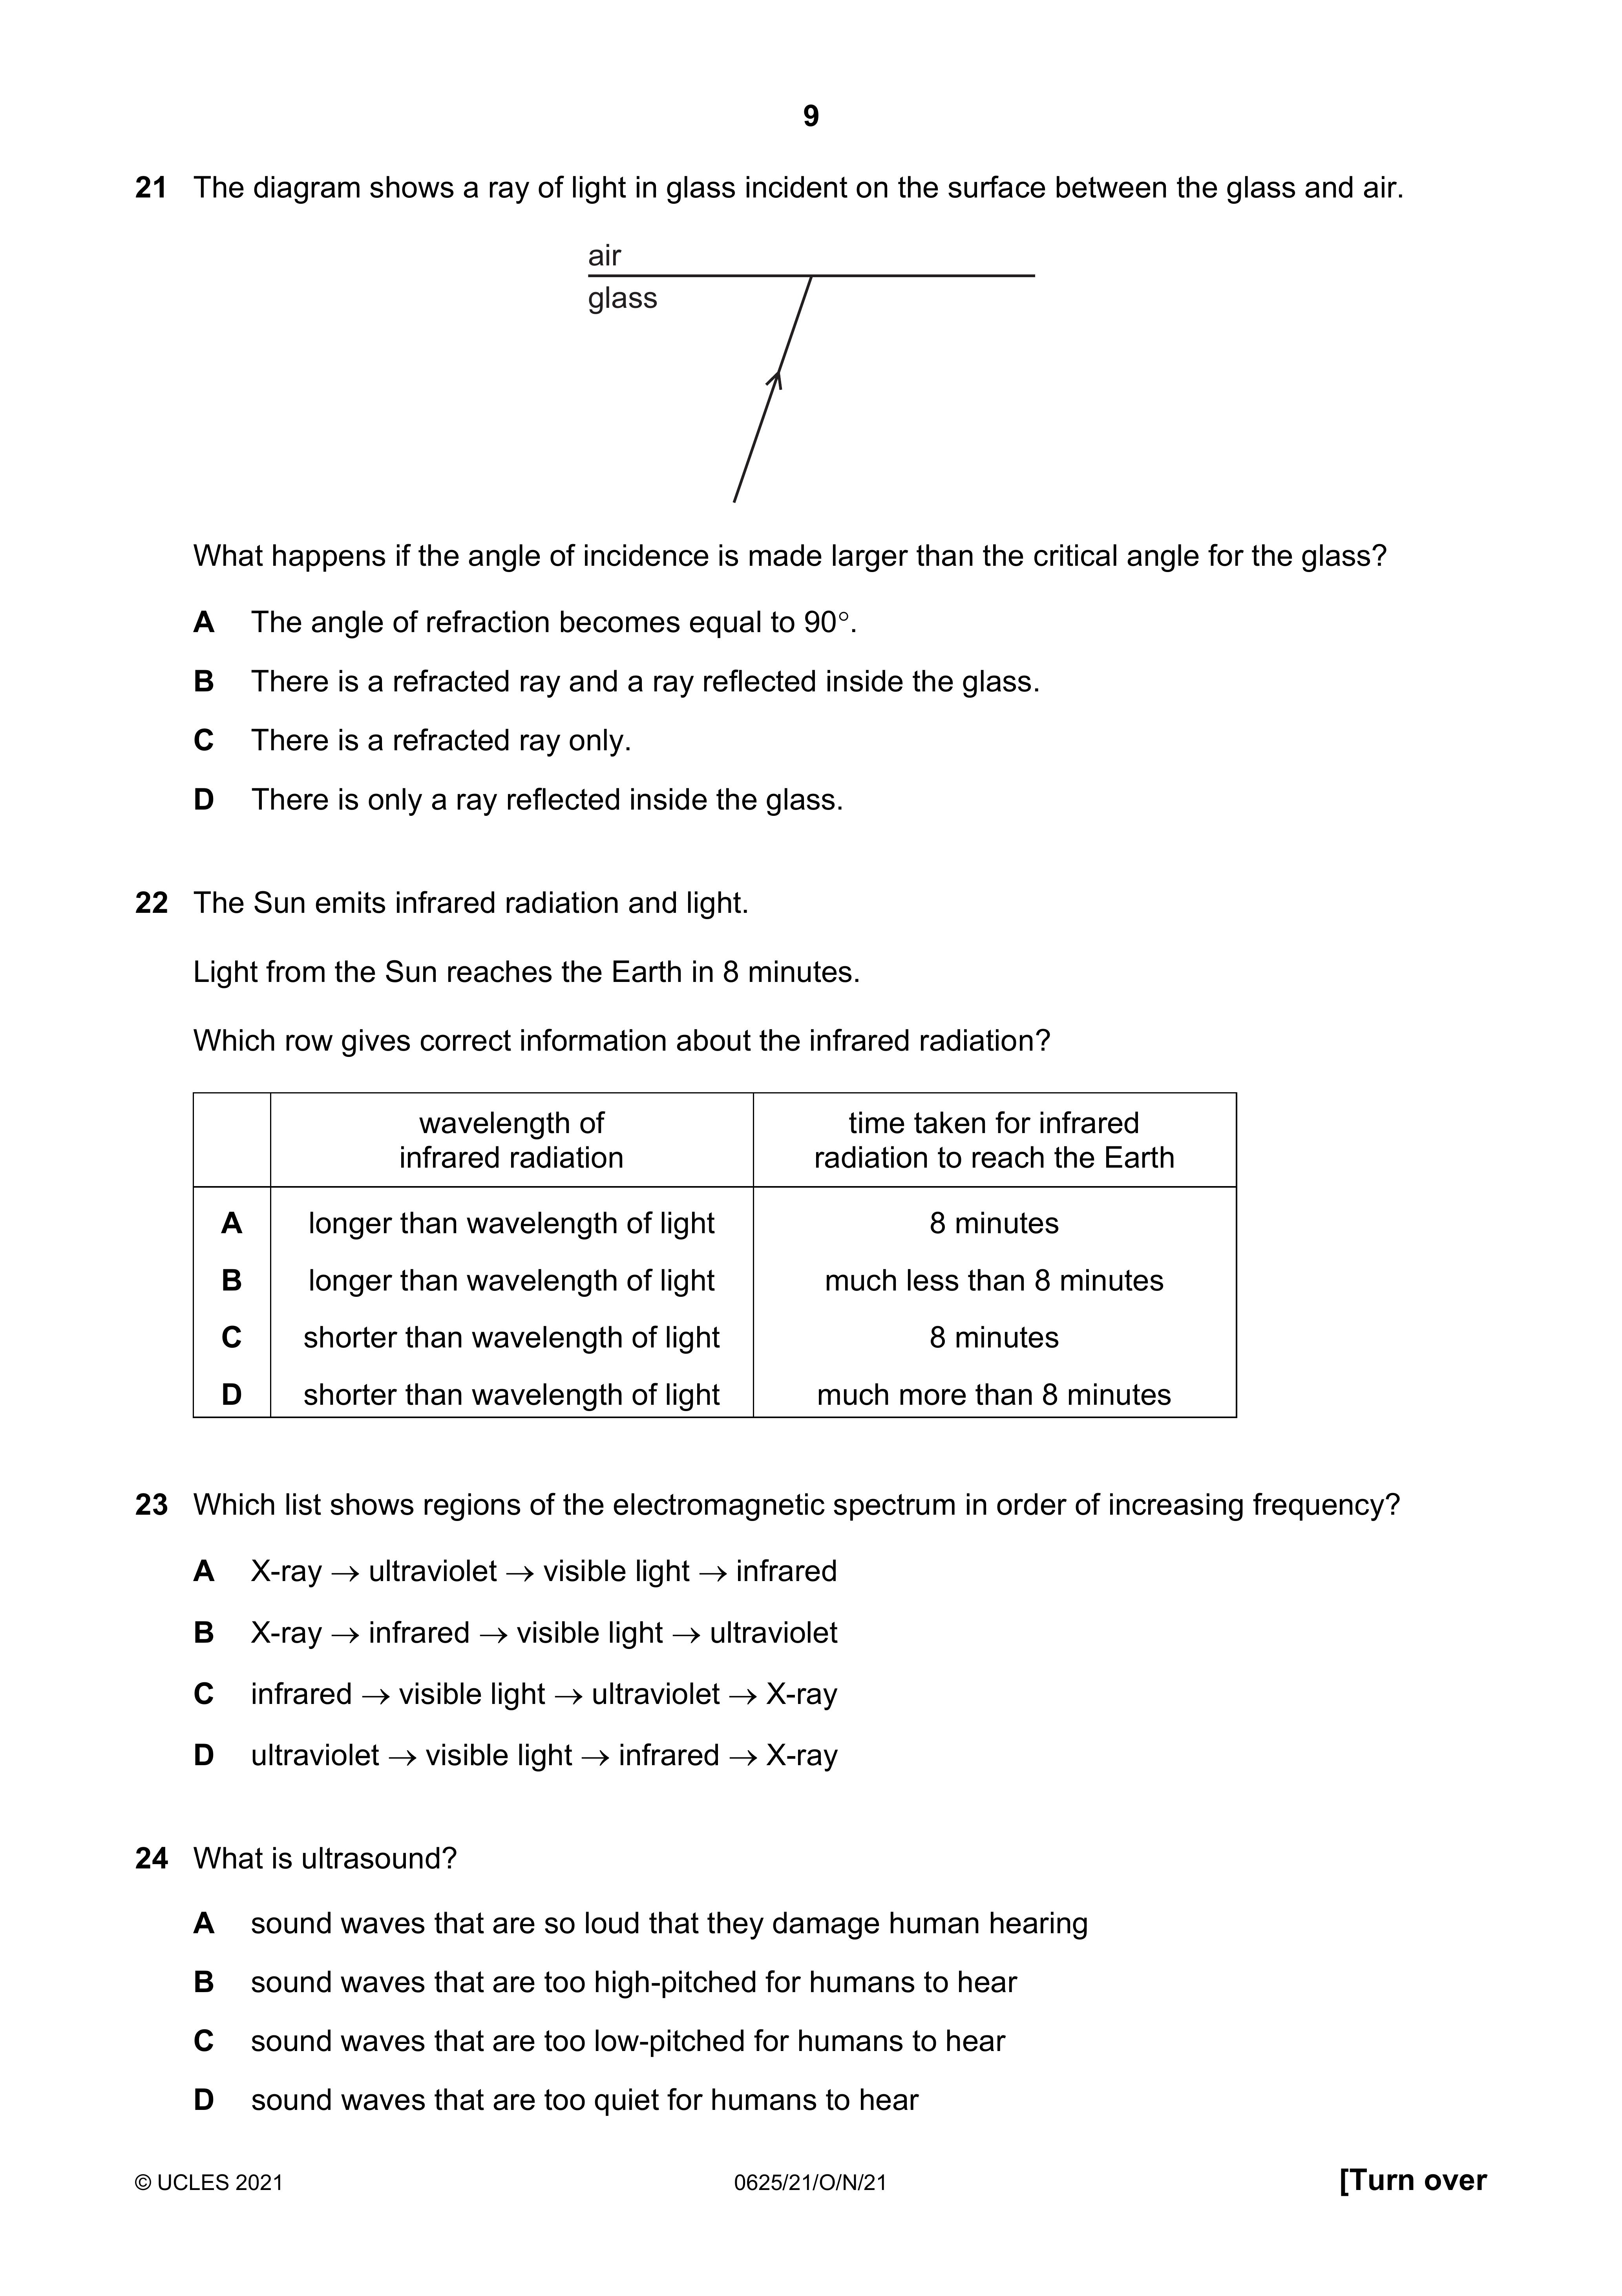 9
21 The diagram shows a ray of light in glass incident on the surface between the glass and air.
air
glass
What happens if the angle of incidence is made larger than the critical angle for the glass?
A The angle of refraction becomes equal to 90°.
B There is a refracted ray and a ray reflected inside the glass.
C There is a refracted ray only.
D There is only a ray reflected inside the glass.
22 The Sun emits infrared radiation and light.
Light from the Sun reaches the Earth in 8 minutes.
Which row gives correct information about the infrared radiation?
wavelength of infrared radiation
time taken for infrared radiation to reach the Earth
A longer than wavelength of light 8 minutes
B longer than wavelength of light much less than 8 minutes
C shorter than wavelength of light 8 minutes
D shorter than wavelength of light much more than 8 minutes
23 Which list shows regions of the electromagnetic spectrum in order of increasing frequency?
A X-ray → ultraviolet → visible light → infrared
B X-ray → infrared → visible light → ultraviolet
C infrared → visible light → ultraviolet → X-ray
D ultraviolet → visible light → infrared → X-ray
24 What is ultrasound?
A sound waves that are so loud that they damage human hearing
B sound waves that are too high-pitched for humans to hear
C sound waves that are too low-pitched for humans to hear
D sound waves that are too quiet for humans to hear
© UCLES 2021 0625/21/O/N/21 [Turn over